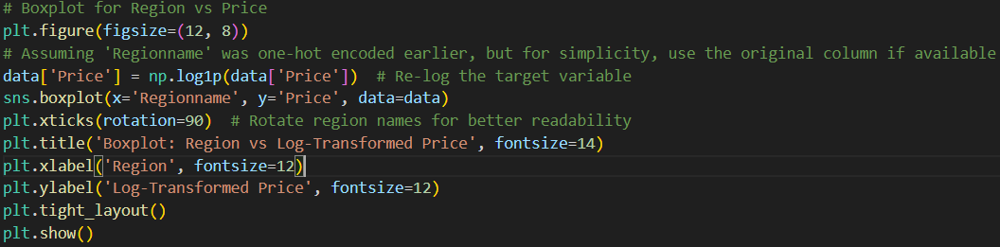 # Boxplot for Region vs Price
plt.figure(figsize=(12, 8))
# Assuming 'Regionname' was one-hot encoded earlier, but for simplicity, use the original column if available
data['Price'] = np.log1p(data['Price'])  # Re-log the target variable
sns.boxplot(x='Regionname', y='Price', data=data)
plt.xticks(rotation=90)  # Rotate region names for better readability
plt.title('Boxplot: Region vs Log-Transformed Price', fontsize=14)
plt.xlabel('Region', fontsize=12)
plt.ylabel('Log-Transformed Price', fontsize=12)
plt.tight_layout()
plt.show()